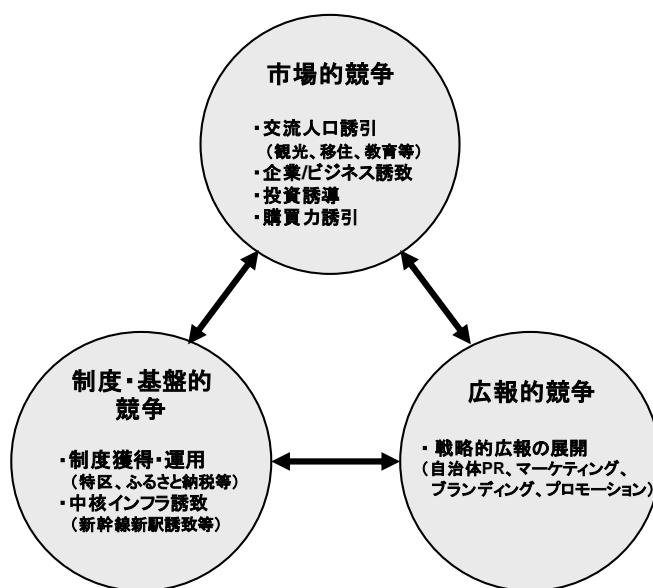 市場的競争
・交流人口誘引
(観光、移住、教育等)
・企業/ビジネス誘致
・投資誘導
・購買力誘引
制度・基盤的
競争
・制度獲得・運用
(特区、ふるさと納税等)
・中核インフラ誘致
(新幹線新駅誘致等)
広報的競争
・ 戦略的広報の展開
(自治体PR、マーケティング、
ブランディング、プロモーション)